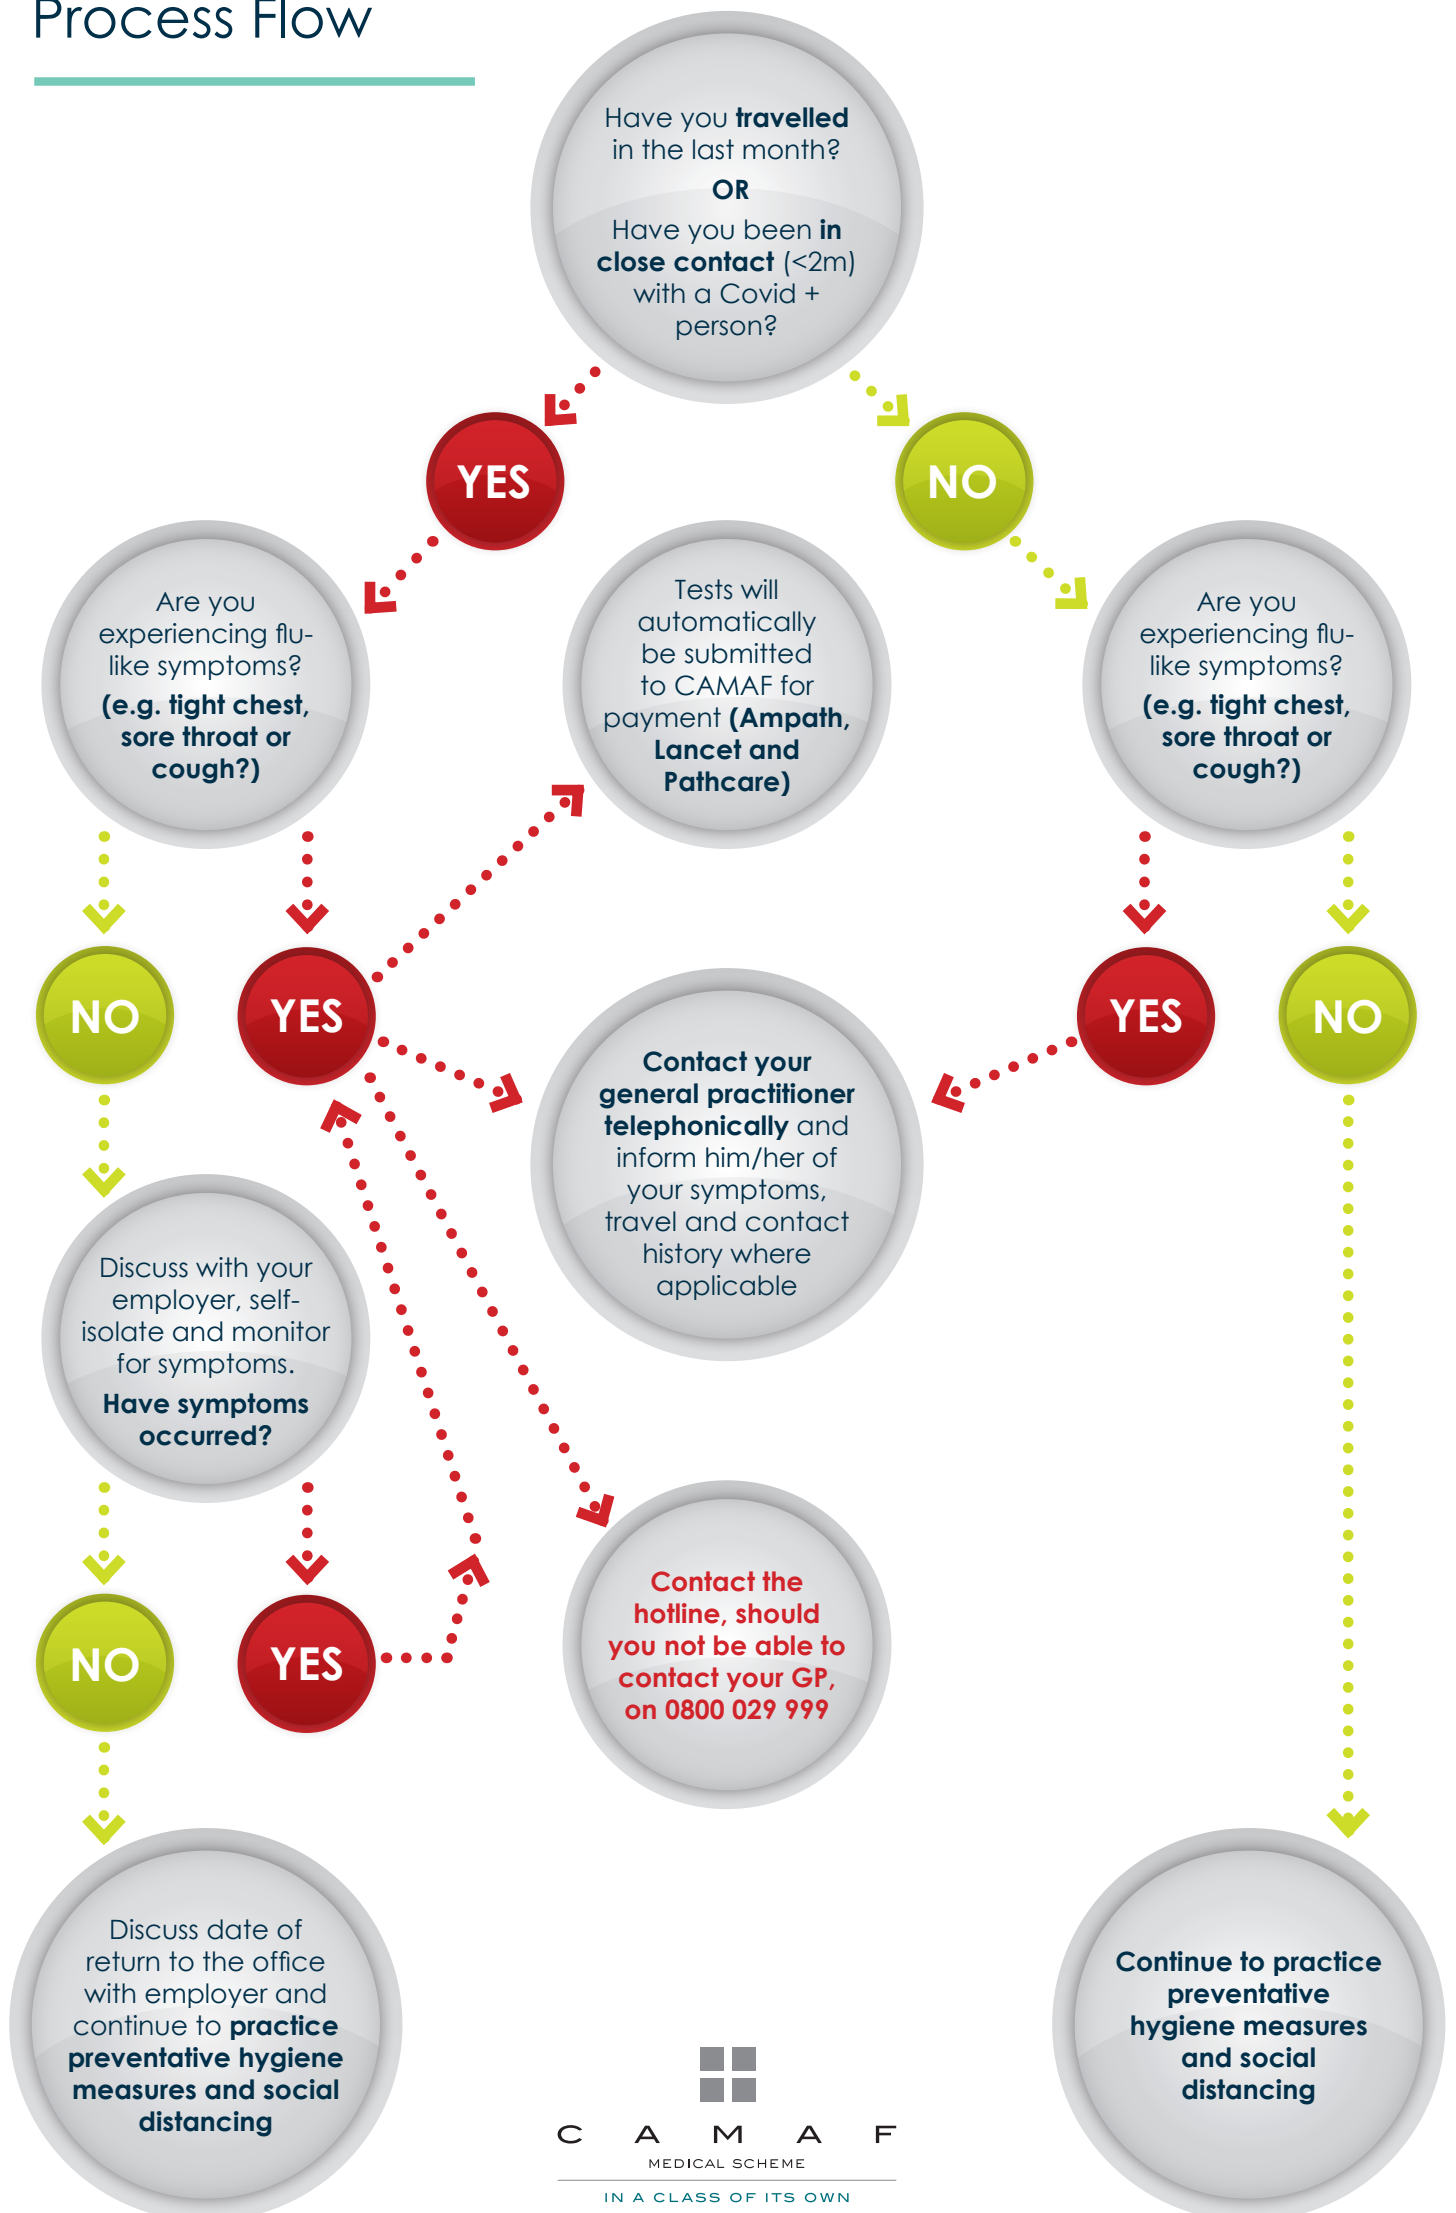 Process Flow
Have you travelled
in the last month?
OR
Have you been in
close contact (<2m)
with a Covid +
person?
YES
NO
Are you
experiencing flu-
like symptoms?
(e.g. tight chest,
sore throat or
cough?)
Tests will
automatically
be submitted
to CAMAF for
payment (Ampath,
Lancet and
Pathcare)
Are you
experiencing flu-
like symptoms?
(e.g. tight chest,
sore throat or
cough?)
NO
YES
YES
NO
Contact your
general practitioner
telephonically and
inform him/her of
your symptoms,
travel and contact
history where
applicable
Discuss with your
employer, self-
isolate and monitor
for symptoms.
Have symptoms
occurred?
NO
YES
Contact the
hotline, should
you not be able to
contact your GP,
on 0800 029 999
Discuss date of
return to the office
with employer and
continue to practice
preventative hygiene
measures and social
distancing
Continue to practice
preventative
hygiene measures
and social
distancing
CAMAF
MEDICAL SCHEME
IN A CLASS OF ITS OWN